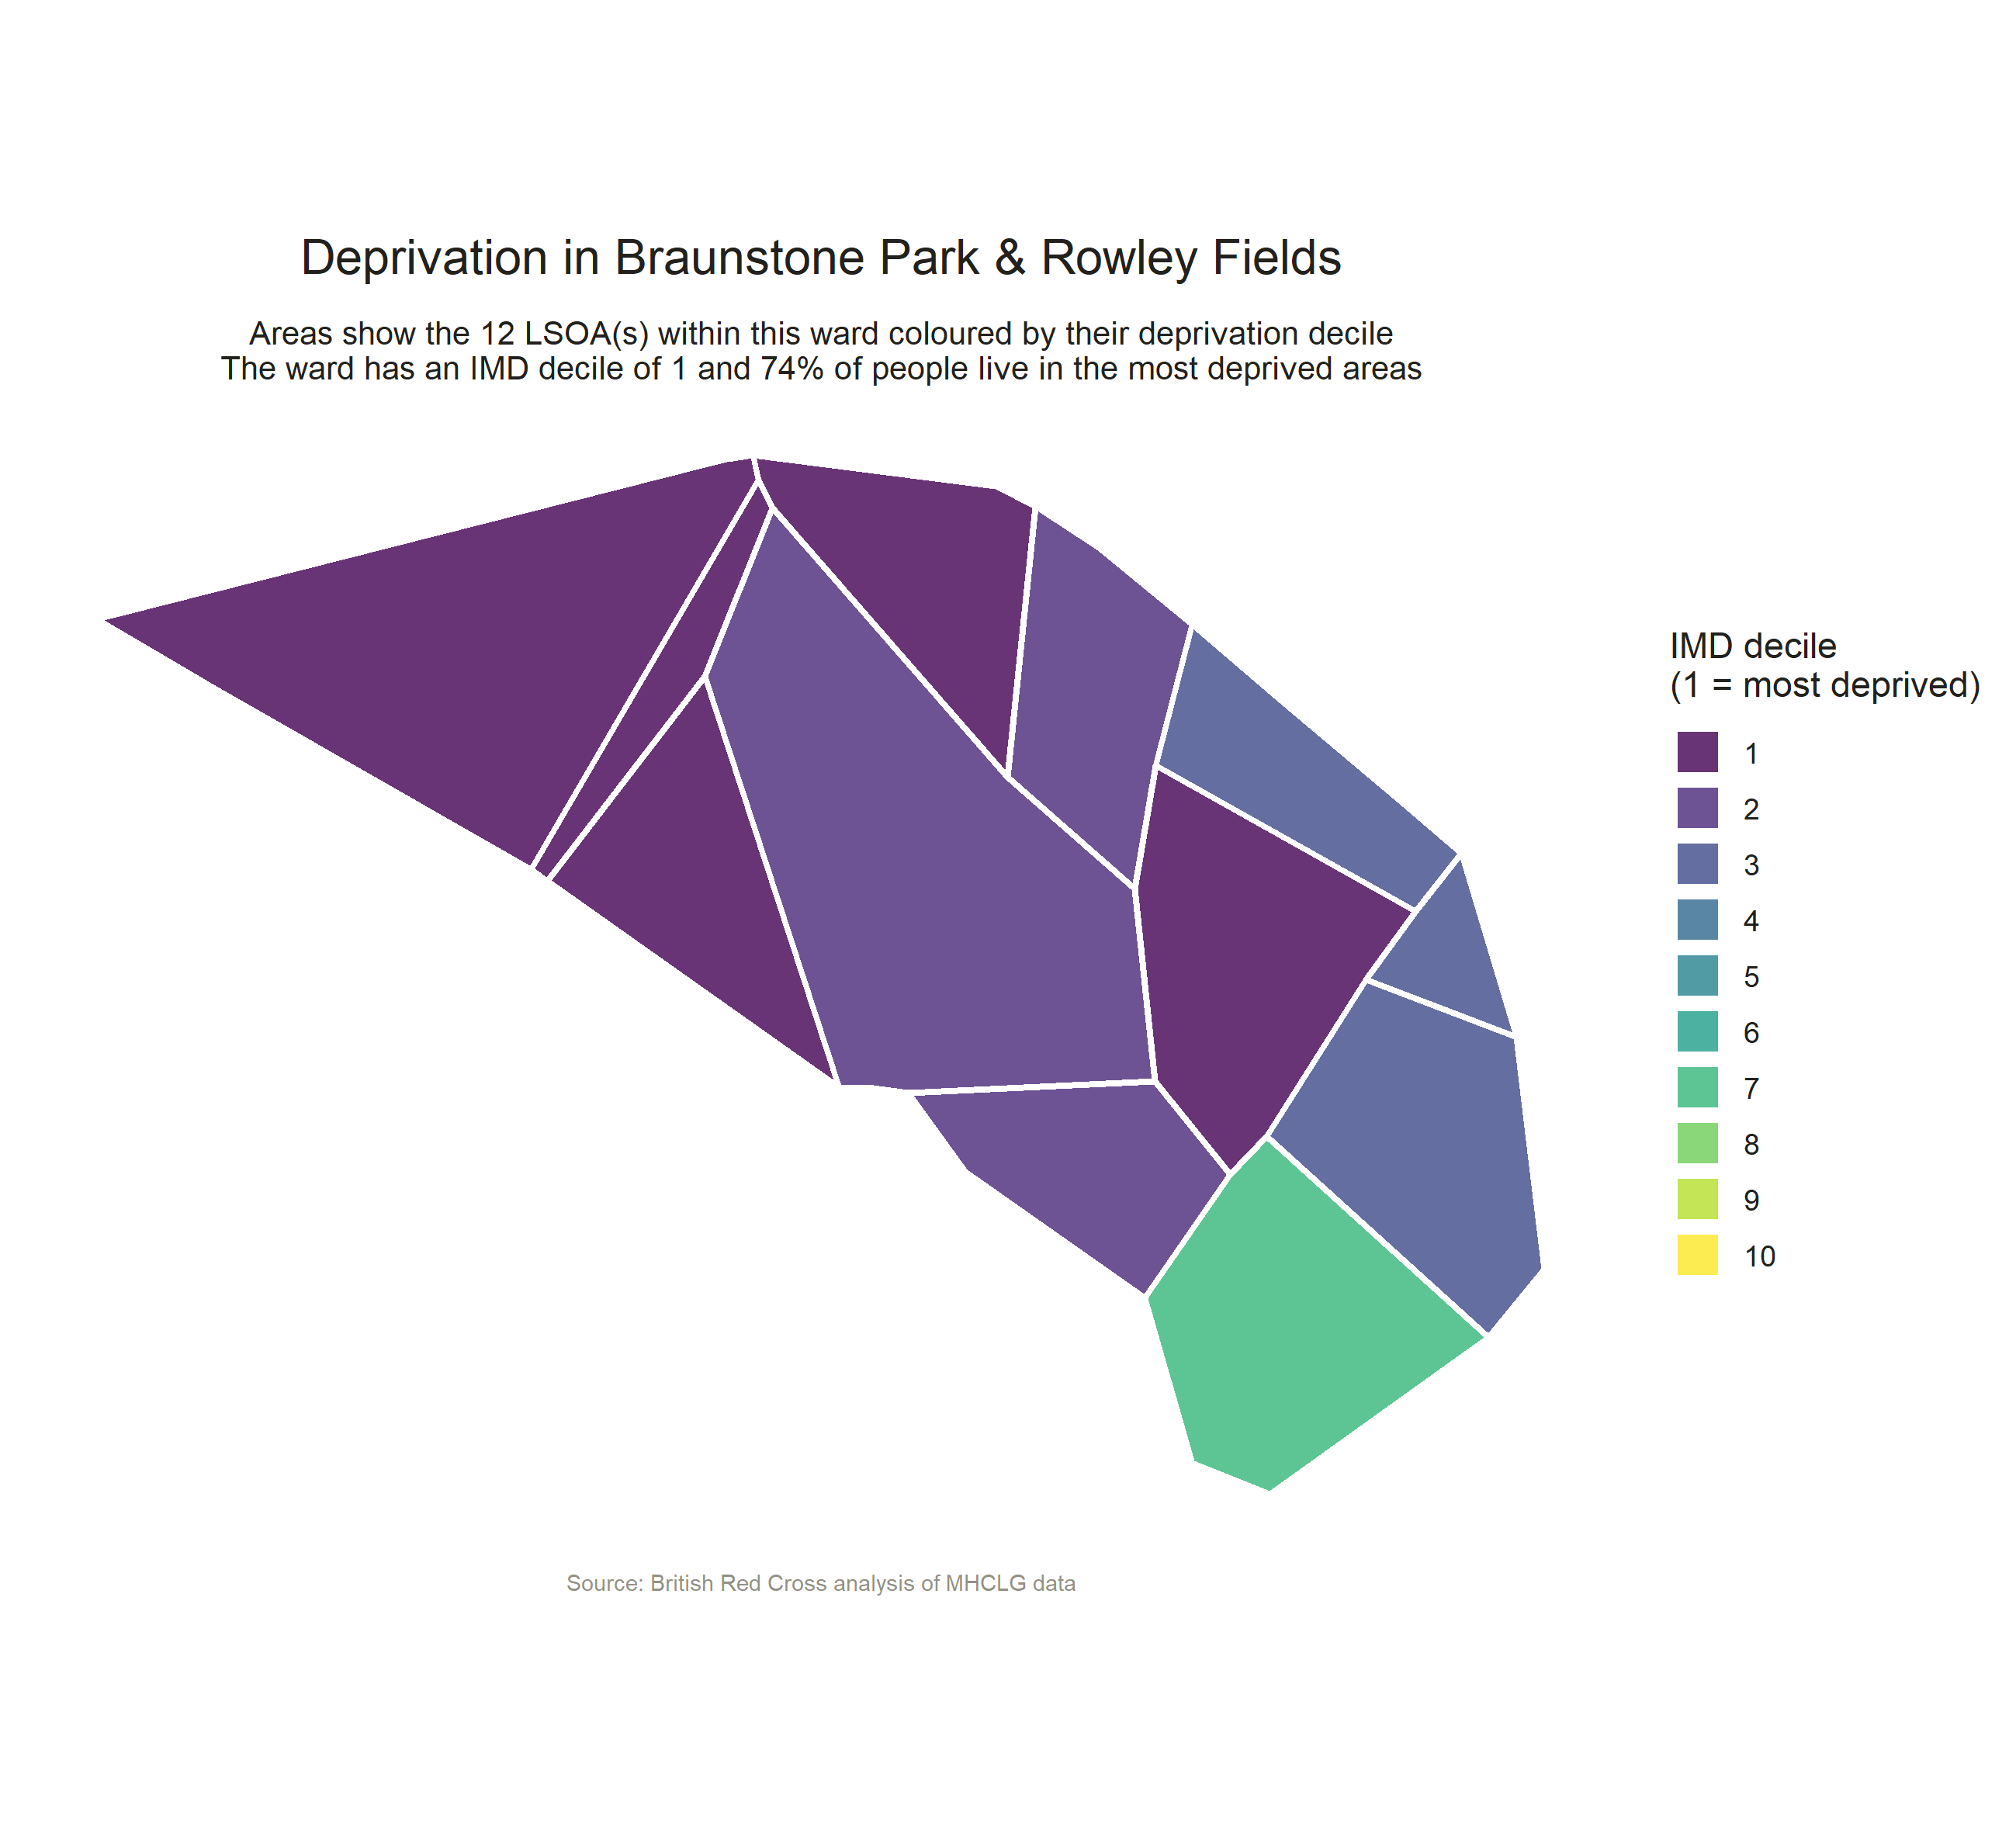 Deprivation in Braunstone Park & Rowley Fields
Areas show the 12 LSOA(s) within this ward coloured by their deprivation decile
The ward has an IMD decile of 1 and 74% of people live in the most deprived areas
IMD decile
(1 = most deprived)
1
2
3
4
5
6
7
8
9
10
Source: British Red Cross analysis of MHCLG data